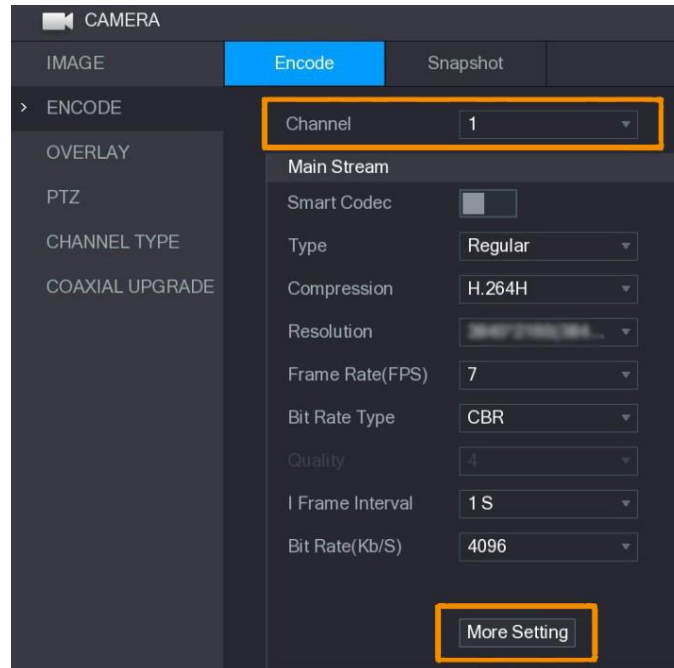 CAMERA
IMAGE
Encode Snapshot
> ENCODE
Channel 1
OVERLAY
Main Stream
PTZ
Smart Codec
CHANNEL TYPE
Type Regular
COAXIAL UPGRADE
Compression H.264H
Resolution
Frame Rate(FPS) 7
Bit Rate Type CBR
Quality 4
I Frame Interval 1 S
Bit Rate(Kb/S) 4096
More Setting